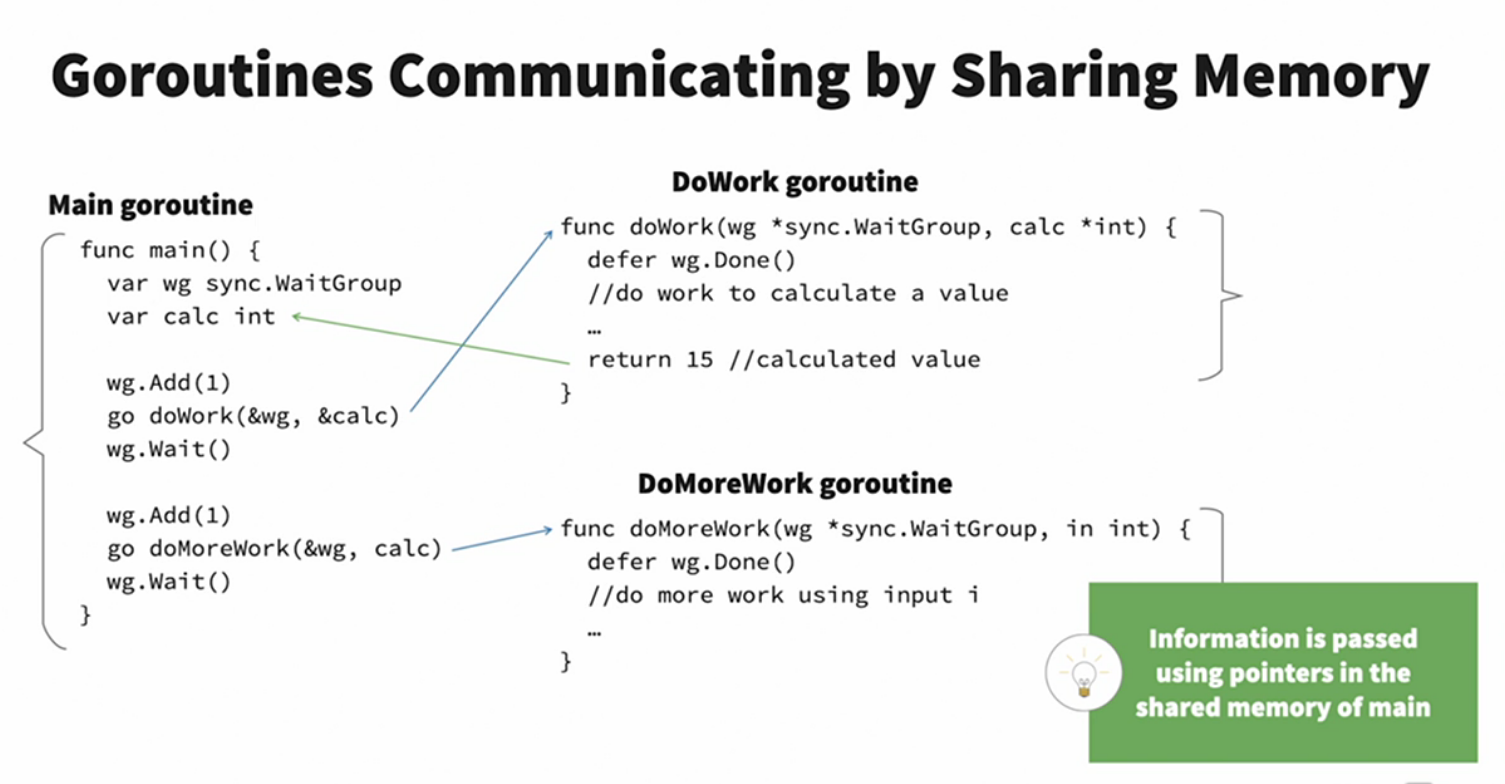 Goroutines Communicating by Sharing Memory
Main goroutine
func main() {
var wg sync.WaitGroup
var calc int
wg.Add(1)
go doWork(&wg, &calc)
wg.Wait()
wg.Add(1)
go doMoreWork(&wg, calc)
wg.Wait()
}
DoWork goroutine
func doWork(wg *sync.WaitGroup, calc *int) {
defer wg.Done()
//do work to calculate a value
…
return 15 //calculated value
}
DoMoreWork goroutine
func doMoreWork(wg *sync.WaitGroup, in int) {
defer wg.Done()
//do more work using input i
…
}
Information is passed
using pointers in the
shared memory of main